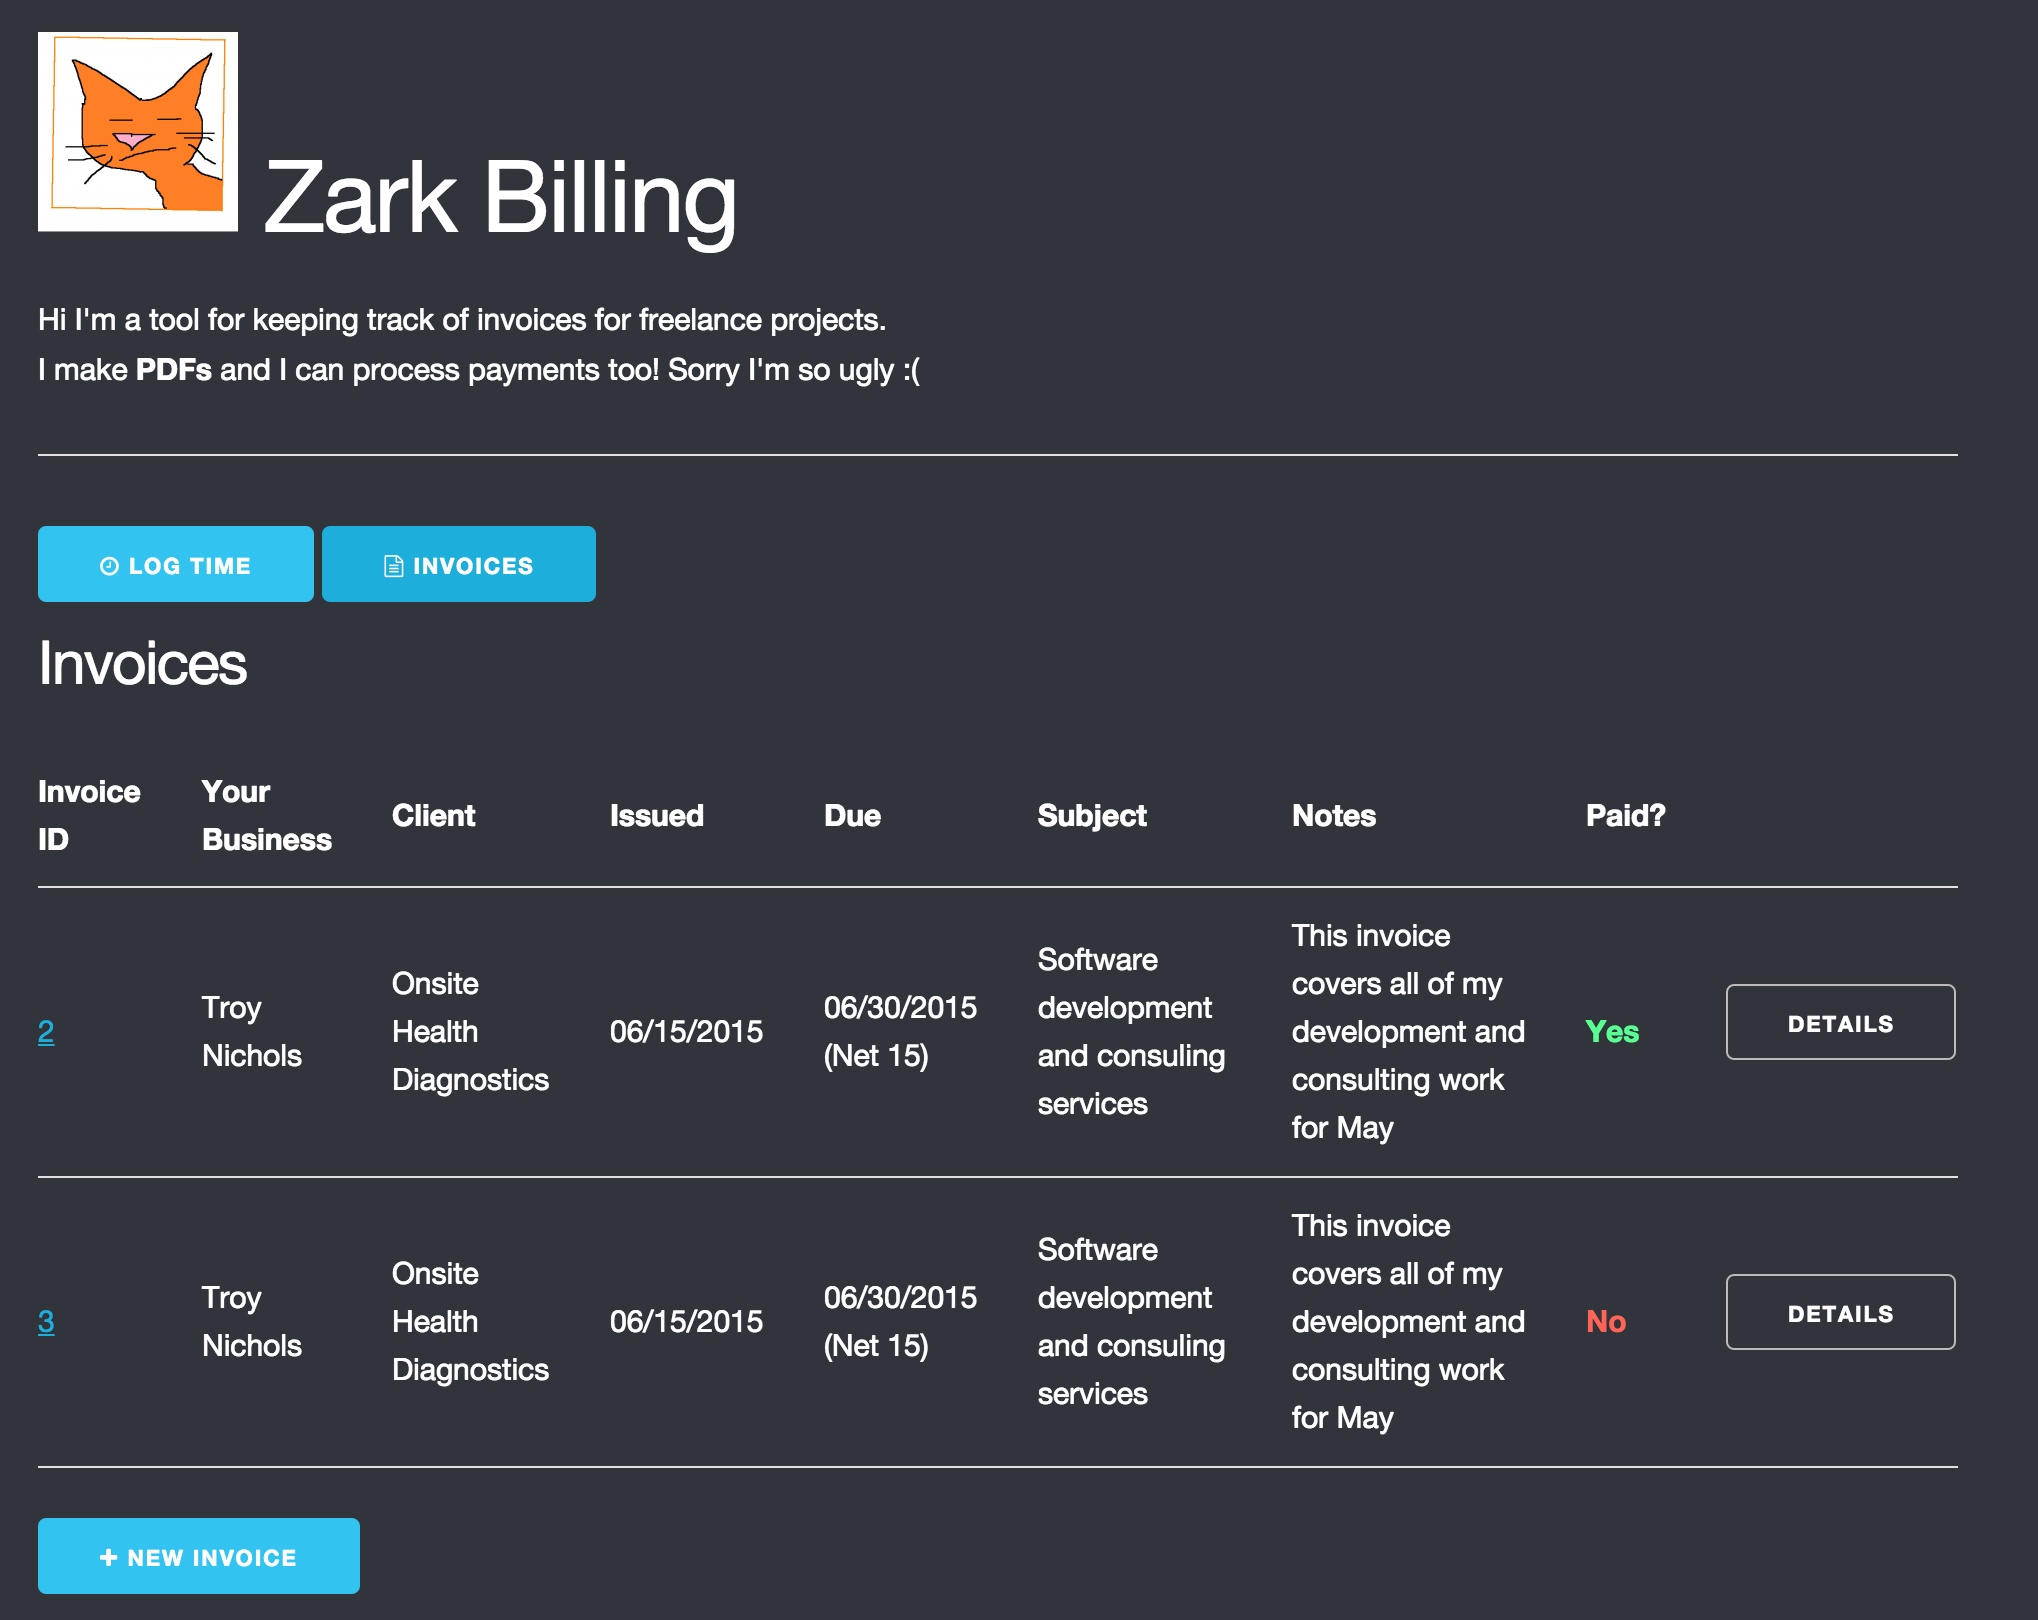 Zark Billing
Hi I'm a tool for keeping track of invoices for freelance projects.
I make PDFs and I can process payments too! Sorry I'm so ugly :(
LOG TIME
INVOICES
Invoices
Invoice
ID
Your
Business
Client
Issued
Due
Subject
Notes
Paid?
2
Troy
Nichols
Onsite
Health
Diagnostics
06/15/2015
06/30/2015
(Net 15)
Software
development
and consuling
services
This invoice
covers all of my
development and
consulting work
for May
Yes
DETAILS
3
Troy
Nichols
Onsite
Health
Diagnostics
06/15/2015
06/30/2015
(Net 15)
Software
development
and consuling
services
This invoice
covers all of my
development and
consulting work
for May
No
DETAILS
+ NEW INVOICE